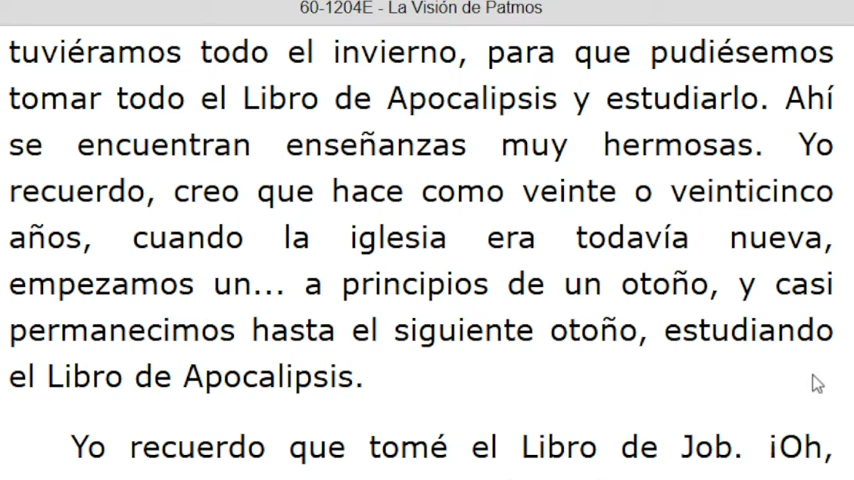 60-1204E - La Visión de Patmos
tuviéramos todo el invierno, para que pudiésemos
tomar todo el Libro de Apocalipsis y estudiarlo. Ahí
se encuentran enseñanzas muy hermosas. Yo
recuerdo, creo que hace como veinte o veinticinco
años, cuando la iglesia era todavía nueva,
empezamos un... a principios de un otoño, y casi
permanecimos hasta el siguiente otoño, estudiando
el Libro de Apocalipsis.
Yo recuerdo que tomé el Libro de Job. ¡Oh,